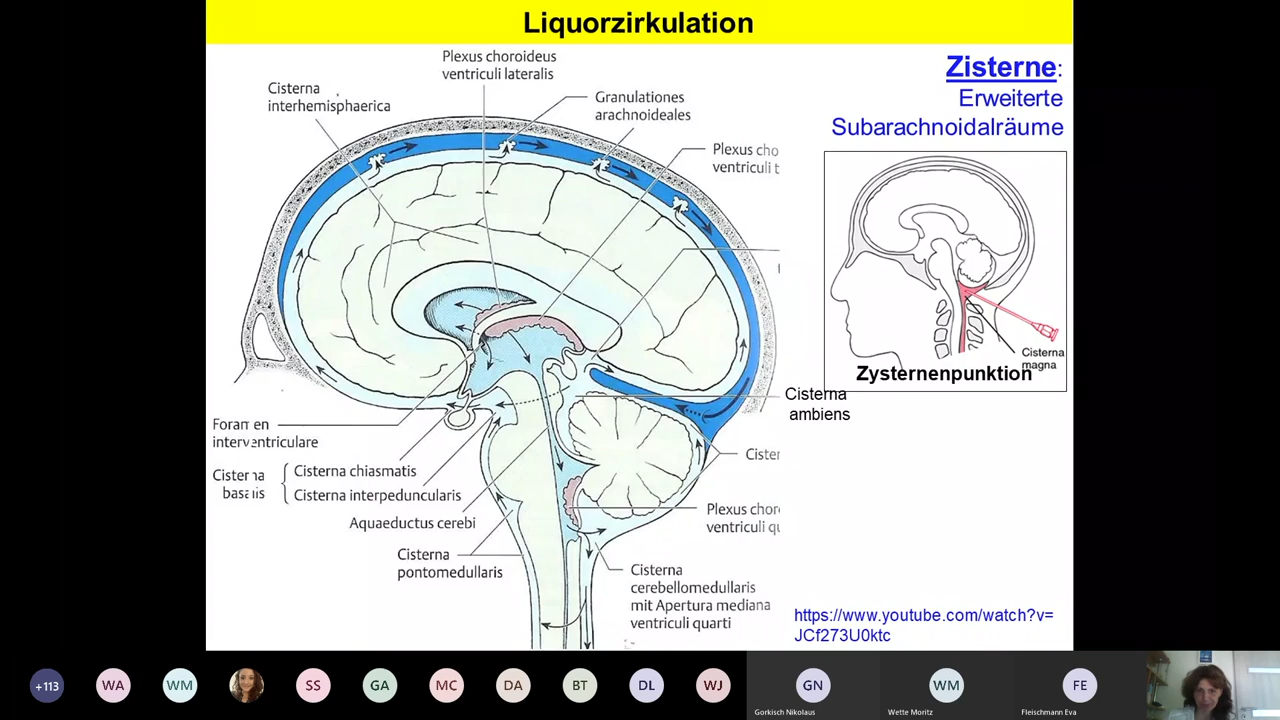 Liquorzirkulation
Plexus choroideus
ventriculi lateralis
Cisterna
interhemisphaerica
Granulationes
arachnoideales
Plexus cho
ventriculi t
Zisterne:
Erweiterte
Subarachnoidalräume
Cisterna
magna
Zysternenpunktion
Cisterna
ambiens
Foramen
interventriculare
Cisterna
basalis
Cisterna chiasmatis
Cisterna interpeduncularis
Aquaeductus cerebi
Cisterna
pontomedullaris
Cister
Plexus chor
ventriculi qu
Cisterna
cerebellomedullaris
mit Apertura mediana
ventriculi quarti
https://www.youtube.com/watch?v=
JCf273U0ktc
+113
WA
WM
SS
GA
MC
DA
BT
DL
WJ
GN
Gorkisch Nikolaus
WM
Wette Moritz
FE
Fleischmann Eva